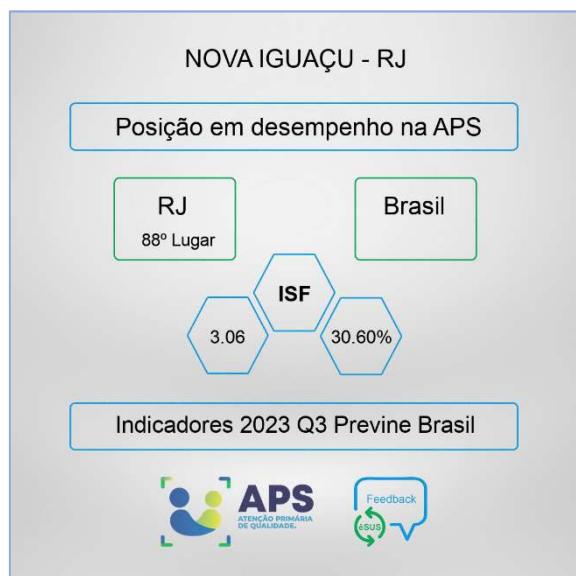 NOVA IGUAÇU - RJ
Posição em desempenho na APS
RJ
88º Lugar
Brasil
ISF
3.06
30.60%
Indicadores 2023 Q3 Previne Brasil
APS
ATENÇÃO PRIMÁRIA
DE QUALIDADE.
Feedback
eSUS